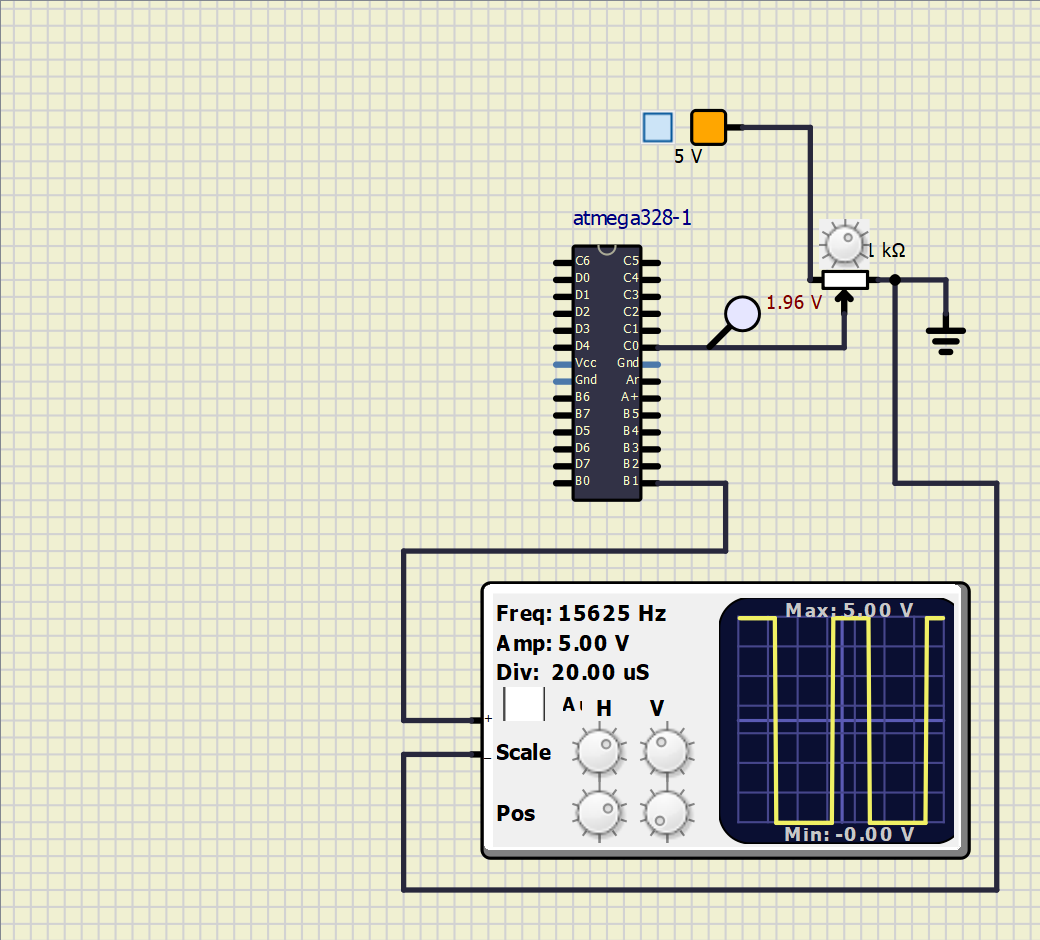 5 V
atmega328-1
1 kΩ
1.96 V
C6 C5
D0 C4
D1 C3
D2 C2
D3 C1
D4 C0
Vcc Gnd
Gnd Ar
B6 A+
B7 B5
D5 B4
D6 B3
D7 B2
B0 B1
Freq: 15625 Hz
Amp: 5.00 V
Div: 20.00 uS
H V
+
Scale
−
Pos
Max: 5.00 V
Min: -0.00 V